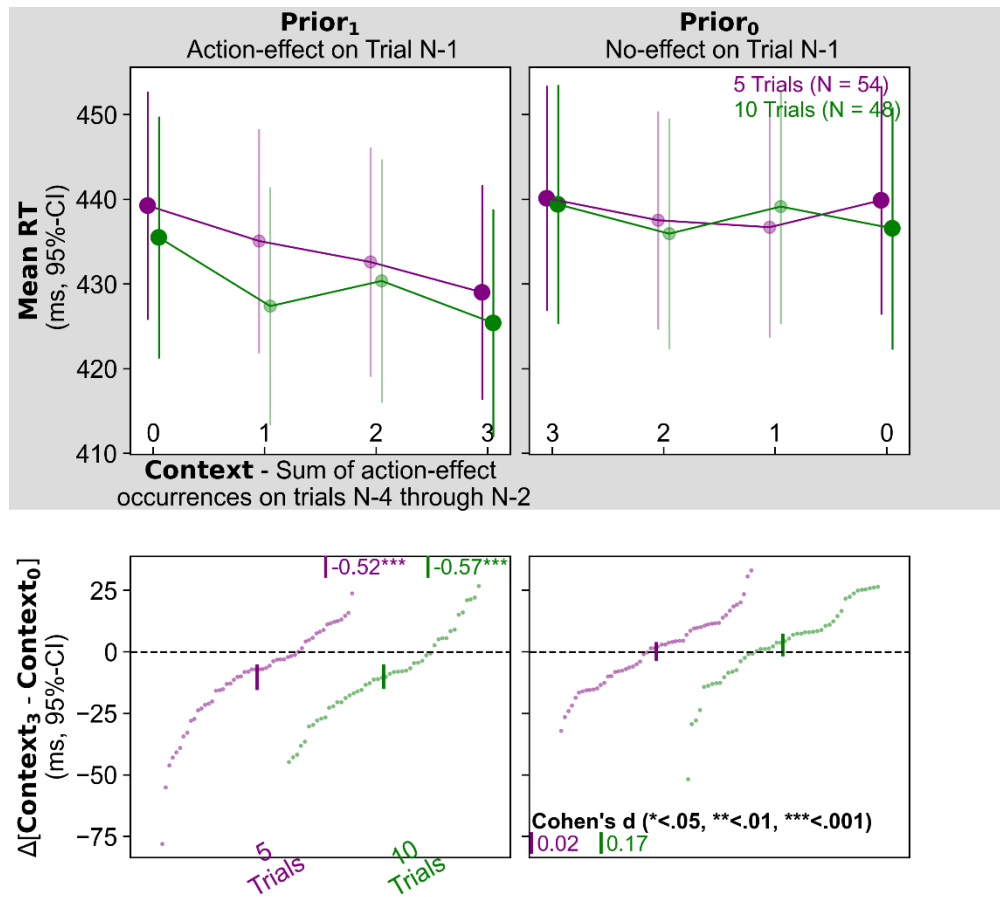 Prior₁
Action-effect on Trial N-1
Prior₀
No-effect on Trial N-1
5 Trials (N = 54)
10 Trials (N = 48)
Mean RT
(ms, 95%-CI)
450
440
430
420
410
0 1 2 3
3 2 1 0
Context - Sum of action-effect
occurrences on trials N-4 through N-2
Δ[Context₃ - Context₀]
(ms, 95%-CI)
25
0
−25
−50
−75
-0.52*** -0.57***
5
Trials
10
Trials
Cohen's d (*<.05, **<.01, ***<.001)
0.02 0.17